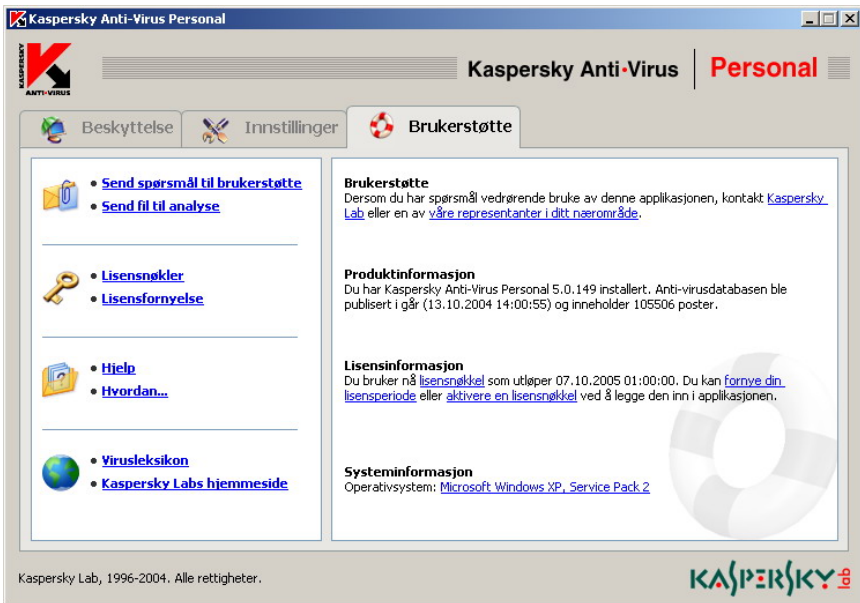 Kaspersky Anti-Virus Personal
KASPERSKY
ANTI-VIRUS
Kaspersky Anti·Virus Personal
Beskyttelse
Innstillinger
Brukerstøtte
Send spørsmål til brukerstøtte
Send fil til analyse
Lisensnøkler
Lisensfornyelse
Hjelp
Hvordan...
Virusleksikon
Kaspersky Labs hjemmeside
Brukerstøtte
Dersom du har spørsmål vedrørende bruke av denne applikasjonen, kontakt Kaspersky
Lab eller en av våre representanter i ditt nærområde.
Produktinformasjon
Du har Kaspersky Anti-Virus Personal 5.0.149 installert. Anti-virusdatabasen ble
publisert i går (13.10.2004 14:00:55) og inneholder 105506 poster.
Lisensinformasjon
Du bruker nå lisensnøkkel som utløper 07.10.2005 01:00:00. Du kan fornye din
lisensperiode eller aktivere en lisensnøkkel ved å legge den inn i applikasjonen.
Systeminformasjon
Operativsystem: Microsoft Windows XP, Service Pack 2
Kaspersky Lab, 1996-2004. Alle rettigheter.
KASPERSKY lab